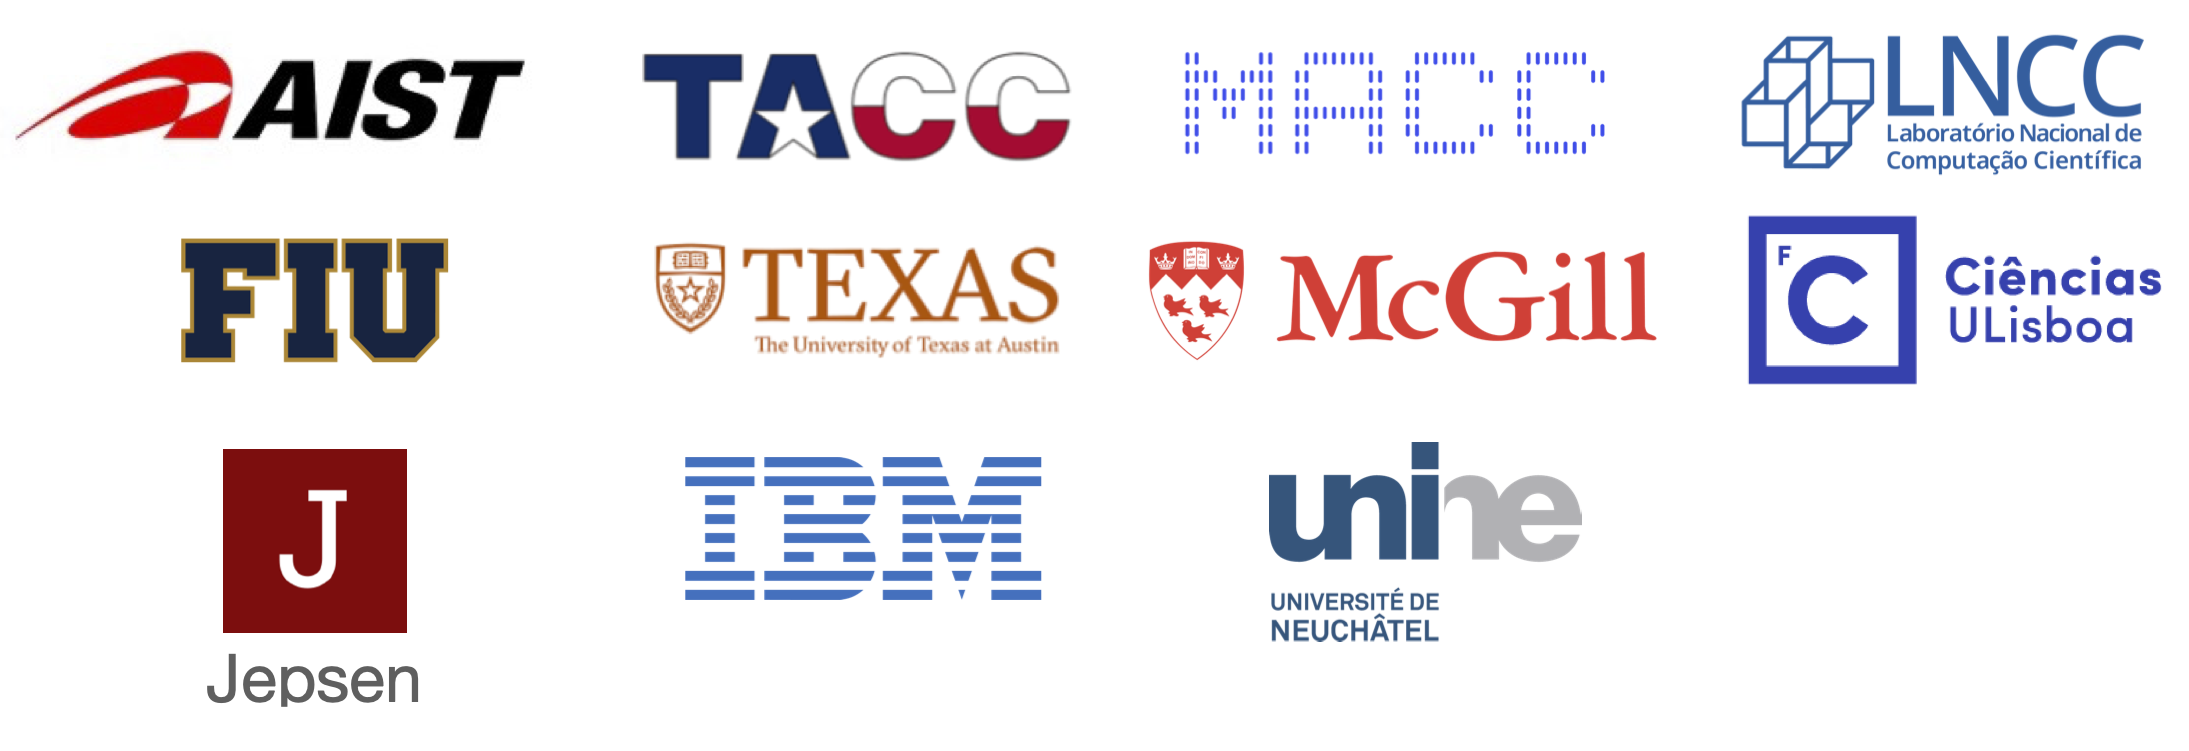 AIST
TACC
MACC
LNCC
Laboratório Nacional de
Computação Científica
FIU
TEXAS
The University of Texas at Austin
McGill
F
C
Ciências
ULisboa
J
Jepsen
IBM
unine
UNIVERSITÉ DE
NEUCHÂTEL